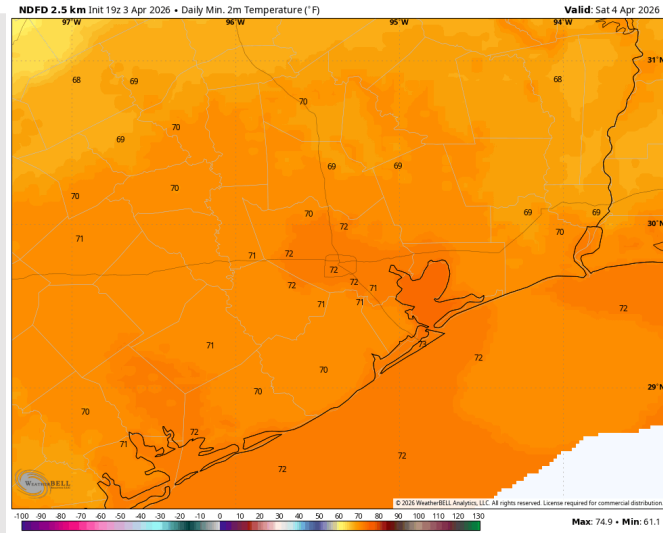 NDFD 2.5 km Init 19z 3 Apr 2026 • Daily Min. 2m Temperature (°F) Valid: Sat 4 Apr 2026
97°W 96°W 95°W 94°W
31°N
68 69 68
70
69 70
69 69
70 70
70 69 69
72 70
30°N
71
71 72
72
72 72 71
71 71
72
71 73
72
70
29°N
70
70
72
71
72
72
WEATHERBELL
© 2026 WeatherBELL Analytics, LLC. All rights reserved. License required for commercial distribution.
-100 -90 -80 -70 -60 -50 -40 -30 -20 -10 0 10 20 30 40 50 60 70 80 90 100 110 120 130
Max: 74.9 • Min: 61.1